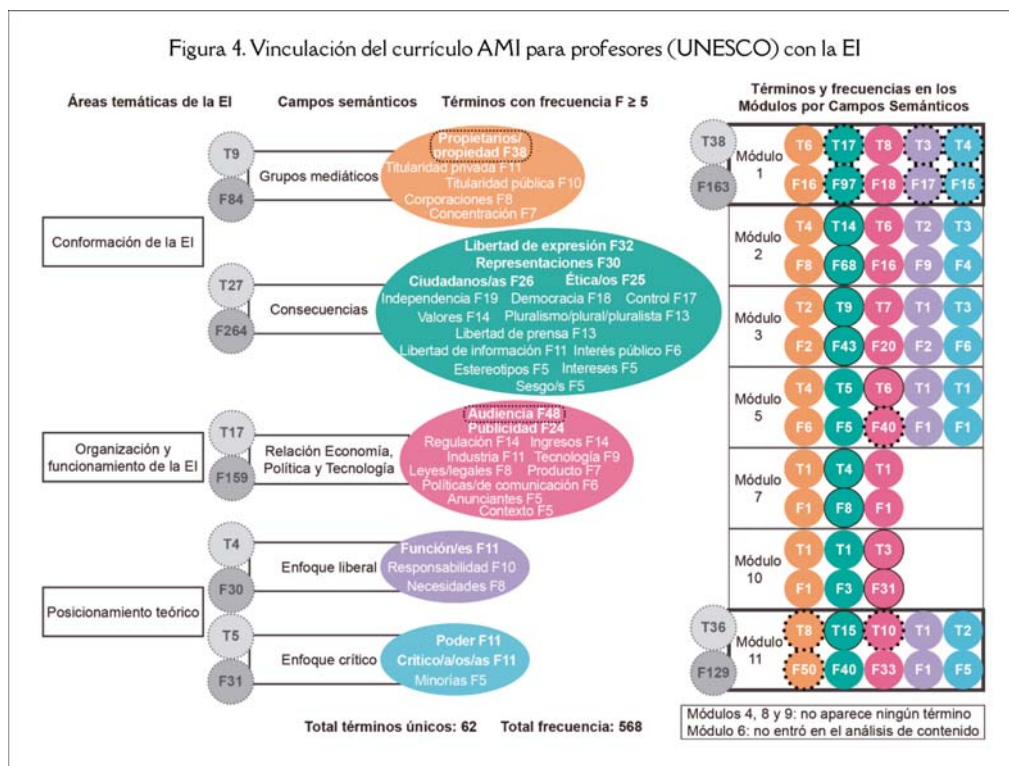 Figura 4. Vinculación del currículo AMI para profesores (UNESCO) con la EI
Áreas temáticas de la EI
Campos semánticos
Términos con frecuencia F ≥ 5
Conformación de la EI
T9
F84
Grupos mediáticos
Propietarios/
propiedad F38
Titularidad privada F11
Titularidad pública F10
Corporaciones F8
Concentración F7
T27
F264
Consecuencias
Libertad de expresión F32
Representaciones F30
Ciudadanos/as F26 Ética/os F25
Independencia F19 Democracia F18 Control F17
Valores F14 Pluralismo/plural/pluralista F13
Libertad de prensa F13
Libertad de información F11 Interés público F6
Estereotipos F5 Intereses F5
Sesgo/s F5
Organización y
funcionamiento de la EI
T17
F159
Relación Economía,
Política y Tecnología
Audiencia F48
Publicidad F24
Regulación F14 Ingresos F14
Industria F11 Tecnología F9
Leyes/legales F8 Producto F7
Políticas/de comunicación F6
Anunciantes F5
Contexto F5
Posicionamiento teórico
T4
F30
Enfoque liberal
Función/es F11
Responsabilidad F10
Necesidades F8
T5
F31
Enfoque crítico
Poder F11
Crítico/a/os/as F11
Minorías F5
Total términos únicos: 62 Total frecuencia: 568
Términos y frecuencias en los
Módulos por Campos Semánticos
T38
F163
Módulo
1
T6 T17 T8 T3 T4
F16 F97 F18 F17 F15
Módulo
2
T4 T14 T6 T2 T3
F8 F68 F16 F9 F4
Módulo
3
T2 T9 T7 T1 T3
F2 F43 F20 F2 F6
Módulo
5
T4 T5 T6 T1 T1
F6 F5 F40 F1 F1
Módulo
7
T1 T4 T1
F1 F8 F1
Módulo
10
T1 T1 T3
F1 F3 F31
T36
F129
Módulo
11
T8 T15 T10 T1 T2
F50 F40 F33 F1 F5
Módulos 4, 8 y 9: no aparece ningún término
Módulo 6: no entró en el análisis de contenido